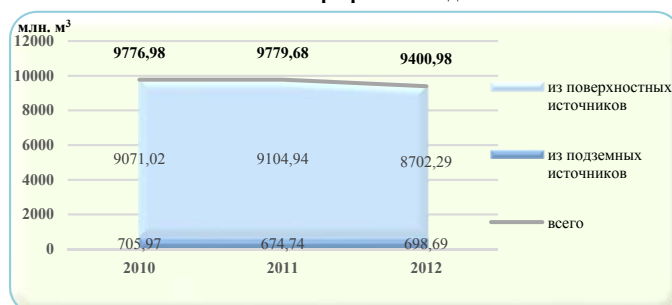 млн. м³
12000
10000
8000
6000
4000
2000
0
9776,98 9779,68 9400,98
9071,02 9104,94 8702,29
705,97 674,74 698,69
2010 2011 2012
из поверхностных
источников
из подземных
источников
всего